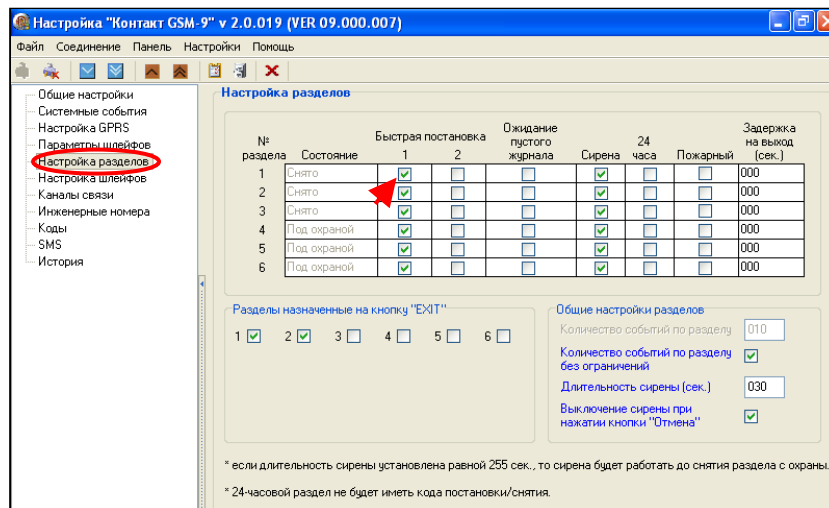 Настройка "Контакт GSM-9" v 2.0.019 (VER 09.000.007)
Файл Соединение Панель Настройки Помощь
Общие настройки
Системные события
Настройка GPRS
Параметры шлейфов
Настройка разделов
Настройка шлейфов
Каналы связи
Инженерные номера
Коды
SMS
История
Настройка разделов
№ раздела Состояние Быстрая постановка 1 2 Ожидание пустого журнала Сирена 24 часа Пожарный Задержка на выход (сек.)
1 Снято 000
2 Снято 000
3 Снято 000
4 Под охраной 000
5 Под охраной 000
6 Под охраной 000
Разделы назначенные на кнопку "EXIT"
1 2 3 4 5 6
Общие настройки разделов
Количество событий по разделу 010
Количество событий по разделу
без ограничений
Длительность сирены (сек.) 030
Выключение сирены при
нажатии кнопки "Отмена"
* если длительность сирены установлена равной 255 сек., то сирена будет работать до снятия раздела с охраны.
* 24-часовой раздел не будет иметь кода постановки/снятия.